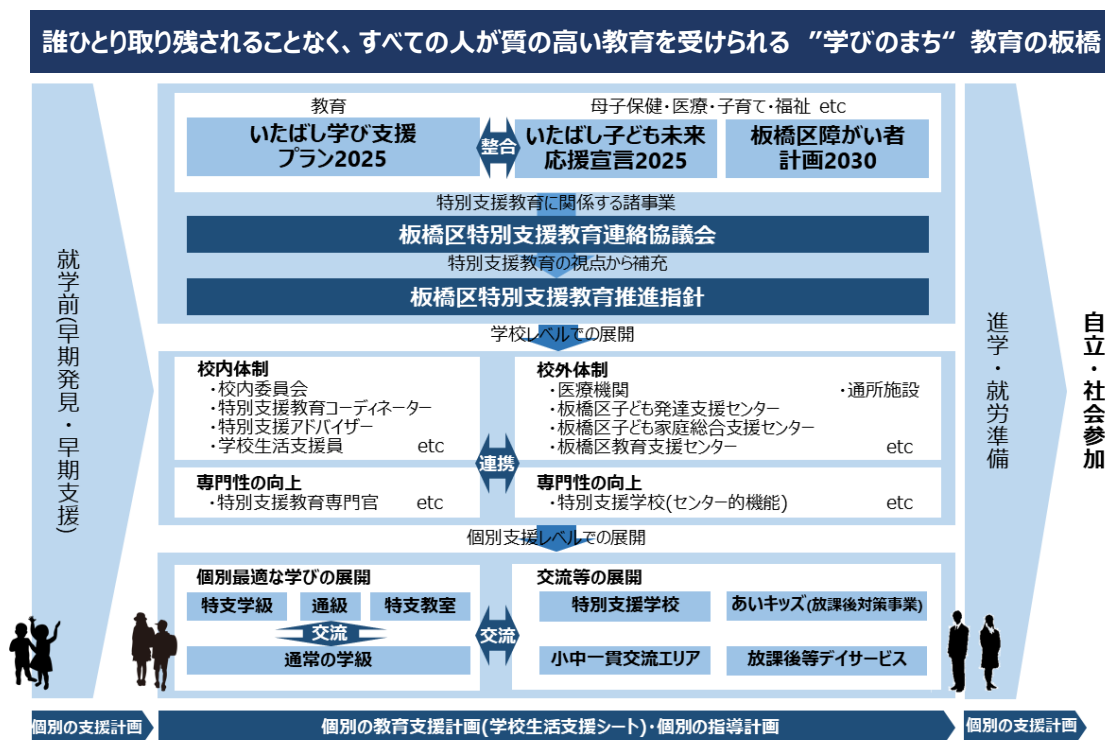 誰ひとり取り残されることなく、すべての人が質の高い教育を受けられる ”学びのまち“ 教育の板橋
就学前(早期発見・早期支援)
教育
いたばし学び支援
プラン2025
整合
母子保健・医療・子育て・福祉 etc
いたばし子ども未来
応援宣言2025
板橋区障がい者
計画2030
特別支援教育に関係する諸事業
板橋区特別支援教育連絡協議会
特別支援教育の視点から補充
板橋区特別支援教育推進指針
学校レベルでの展開
校内体制
・校内委員会
・特別支援教育コーディネーター
・特別支援アドバイザー
・学校生活支援員 etc
専門性の向上
・特別支援教育専門官 etc
連携
校外体制
・医療機関 ・通所施設
・板橋区子ども発達支援センター
・板橋区子ども家庭総合支援センター
・板橋区教育支援センター etc
専門性の向上
・特別支援学校(センター的機能) etc
個別支援レベルでの展開
個別最適な学びの展開
特支学級 通級 特支教室
交流
通常の学級
交流
交流等の展開
特別支援学校 あいキッズ(放課後対策事業)
小中一貫交流エリア 放課後等デイサービス
進学・就労準備
自立・社会参加
個別の支援計画 個別の教育支援計画(学校生活支援シート)・個別の指導計画 個別の支援計画